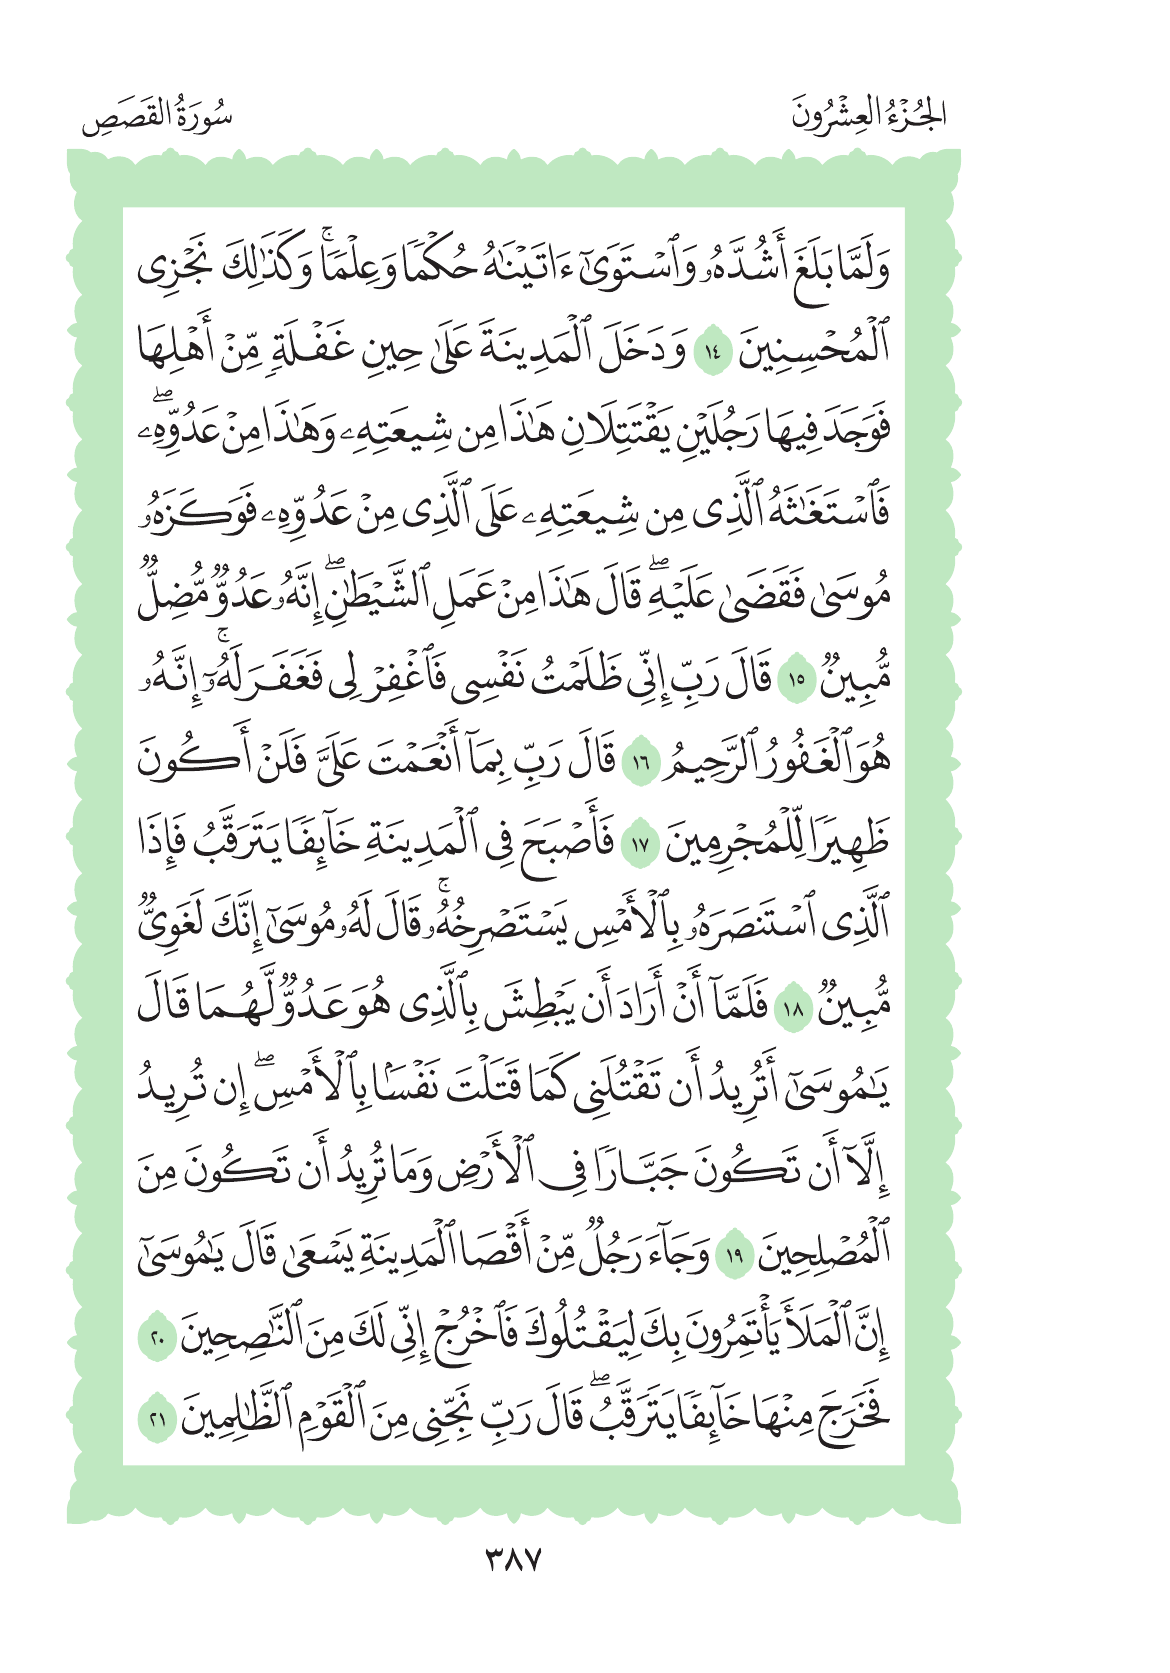 الجُزْءُ العِشْرُونَ
سُورَةُ القَصَصِ
وَلَمَّا بَلَغَ أَشُدَّهُۥ وَٱسْتَوَىٰٓ ءَاتَيْنَٰهُ حُكْمًا وَعِلْمًاۚ وَكَذَٰلِكَ نَجْزِى
ٱلْمُحْسِنِينَ ١٤ وَدَخَلَ ٱلْمَدِينَةَ عَلَىٰ حِينِ غَفْلَةٍ مِّنْ أَهْلِهَا
فَوَجَدَ فِيهَا رَجُلَيْنِ يَقْتَتِلَانِ هَٰذَا مِن شِيعَتِهِۦ وَهَٰذَا مِنْ عَدُوِّهِۦۖ
فَٱسْتَغَٰثَهُ ٱلَّذِى مِن شِيعَتِهِۦ عَلَى ٱلَّذِى مِنْ عَدُوِّهِۦ فَوَكَزَهُۥ
مُوسَىٰ فَقَضَىٰ عَلَيْهِۖ قَالَ هَٰذَا مِنْ عَمَلِ ٱلشَّيْطَٰنِۖ إِنَّهُۥ عَدُوٌّ مُّضِلٌّ
مُّبِينٌ ١٥ قَالَ رَبِّ إِنِّى ظَلَمْتُ نَفْسِى فَٱغْفِرْ لِى فَغَفَرَ لَهُۥٓۚ إِنَّهُۥ
هُوَ ٱلْغَفُورُ ٱلرَّحِيمُ ١٦ قَالَ رَبِّ بِمَآ أَنْعَمْتَ عَلَىَّ فَلَنْ أَكُونَ
ظَهِيرًا لِّلْمُجْرِمِينَ ١٧ فَأَصْبَحَ فِى ٱلْمَدِينَةِ خَآئِفًا يَتَرَقَّبُ فَإِذَا
ٱلَّذِى ٱسْتَنصَرَهُۥ بِٱلْأَمْسِ يَسْتَصْرِخُهُۥۚ قَالَ لَهُۥ مُوسَىٰٓ إِنَّكَ لَغَوِىٌّ
مُّبِينٌ ١٨ فَلَمَّآ أَنْ أَرَادَ أَن يَبْطِشَ بِٱلَّذِى هُوَ عَدُوٌّ لَّهُمَا قَالَ
يَٰمُوسَىٰٓ أَتُرِيدُ أَن تَقْتُلَنِى كَمَا قَتَلْتَ نَفْسًۢا بِٱلْأَمْسِۖ إِن تُرِيدُ
إِلَّآ أَن تَكُونَ جَبَّارًا فِى ٱلْأَرْضِ وَمَا تُرِيدُ أَن تَكُونَ مِنَ
ٱلْمُصْلِحِينَ ١٩ وَجَآءَ رَجُلٌ مِّنْ أَقْصَا ٱلْمَدِينَةِ يَسْعَىٰ قَالَ يَٰمُوسَىٰٓ
إِنَّ ٱلْمَلَأَ يَأْتَمِرُونَ بِكَ لِيَقْتُلُوكَ فَٱخْرُجْ إِنِّى لَكَ مِنَ ٱلنَّٰصِحِينَ ٢٠
فَخَرَجَ مِنْهَا خَآئِفًا يَتَرَقَّبُۖ قَالَ رَبِّ نَجِّنِى مِنَ ٱلْقَوْمِ ٱلظَّٰلِمِينَ ٢١
٣٨٧